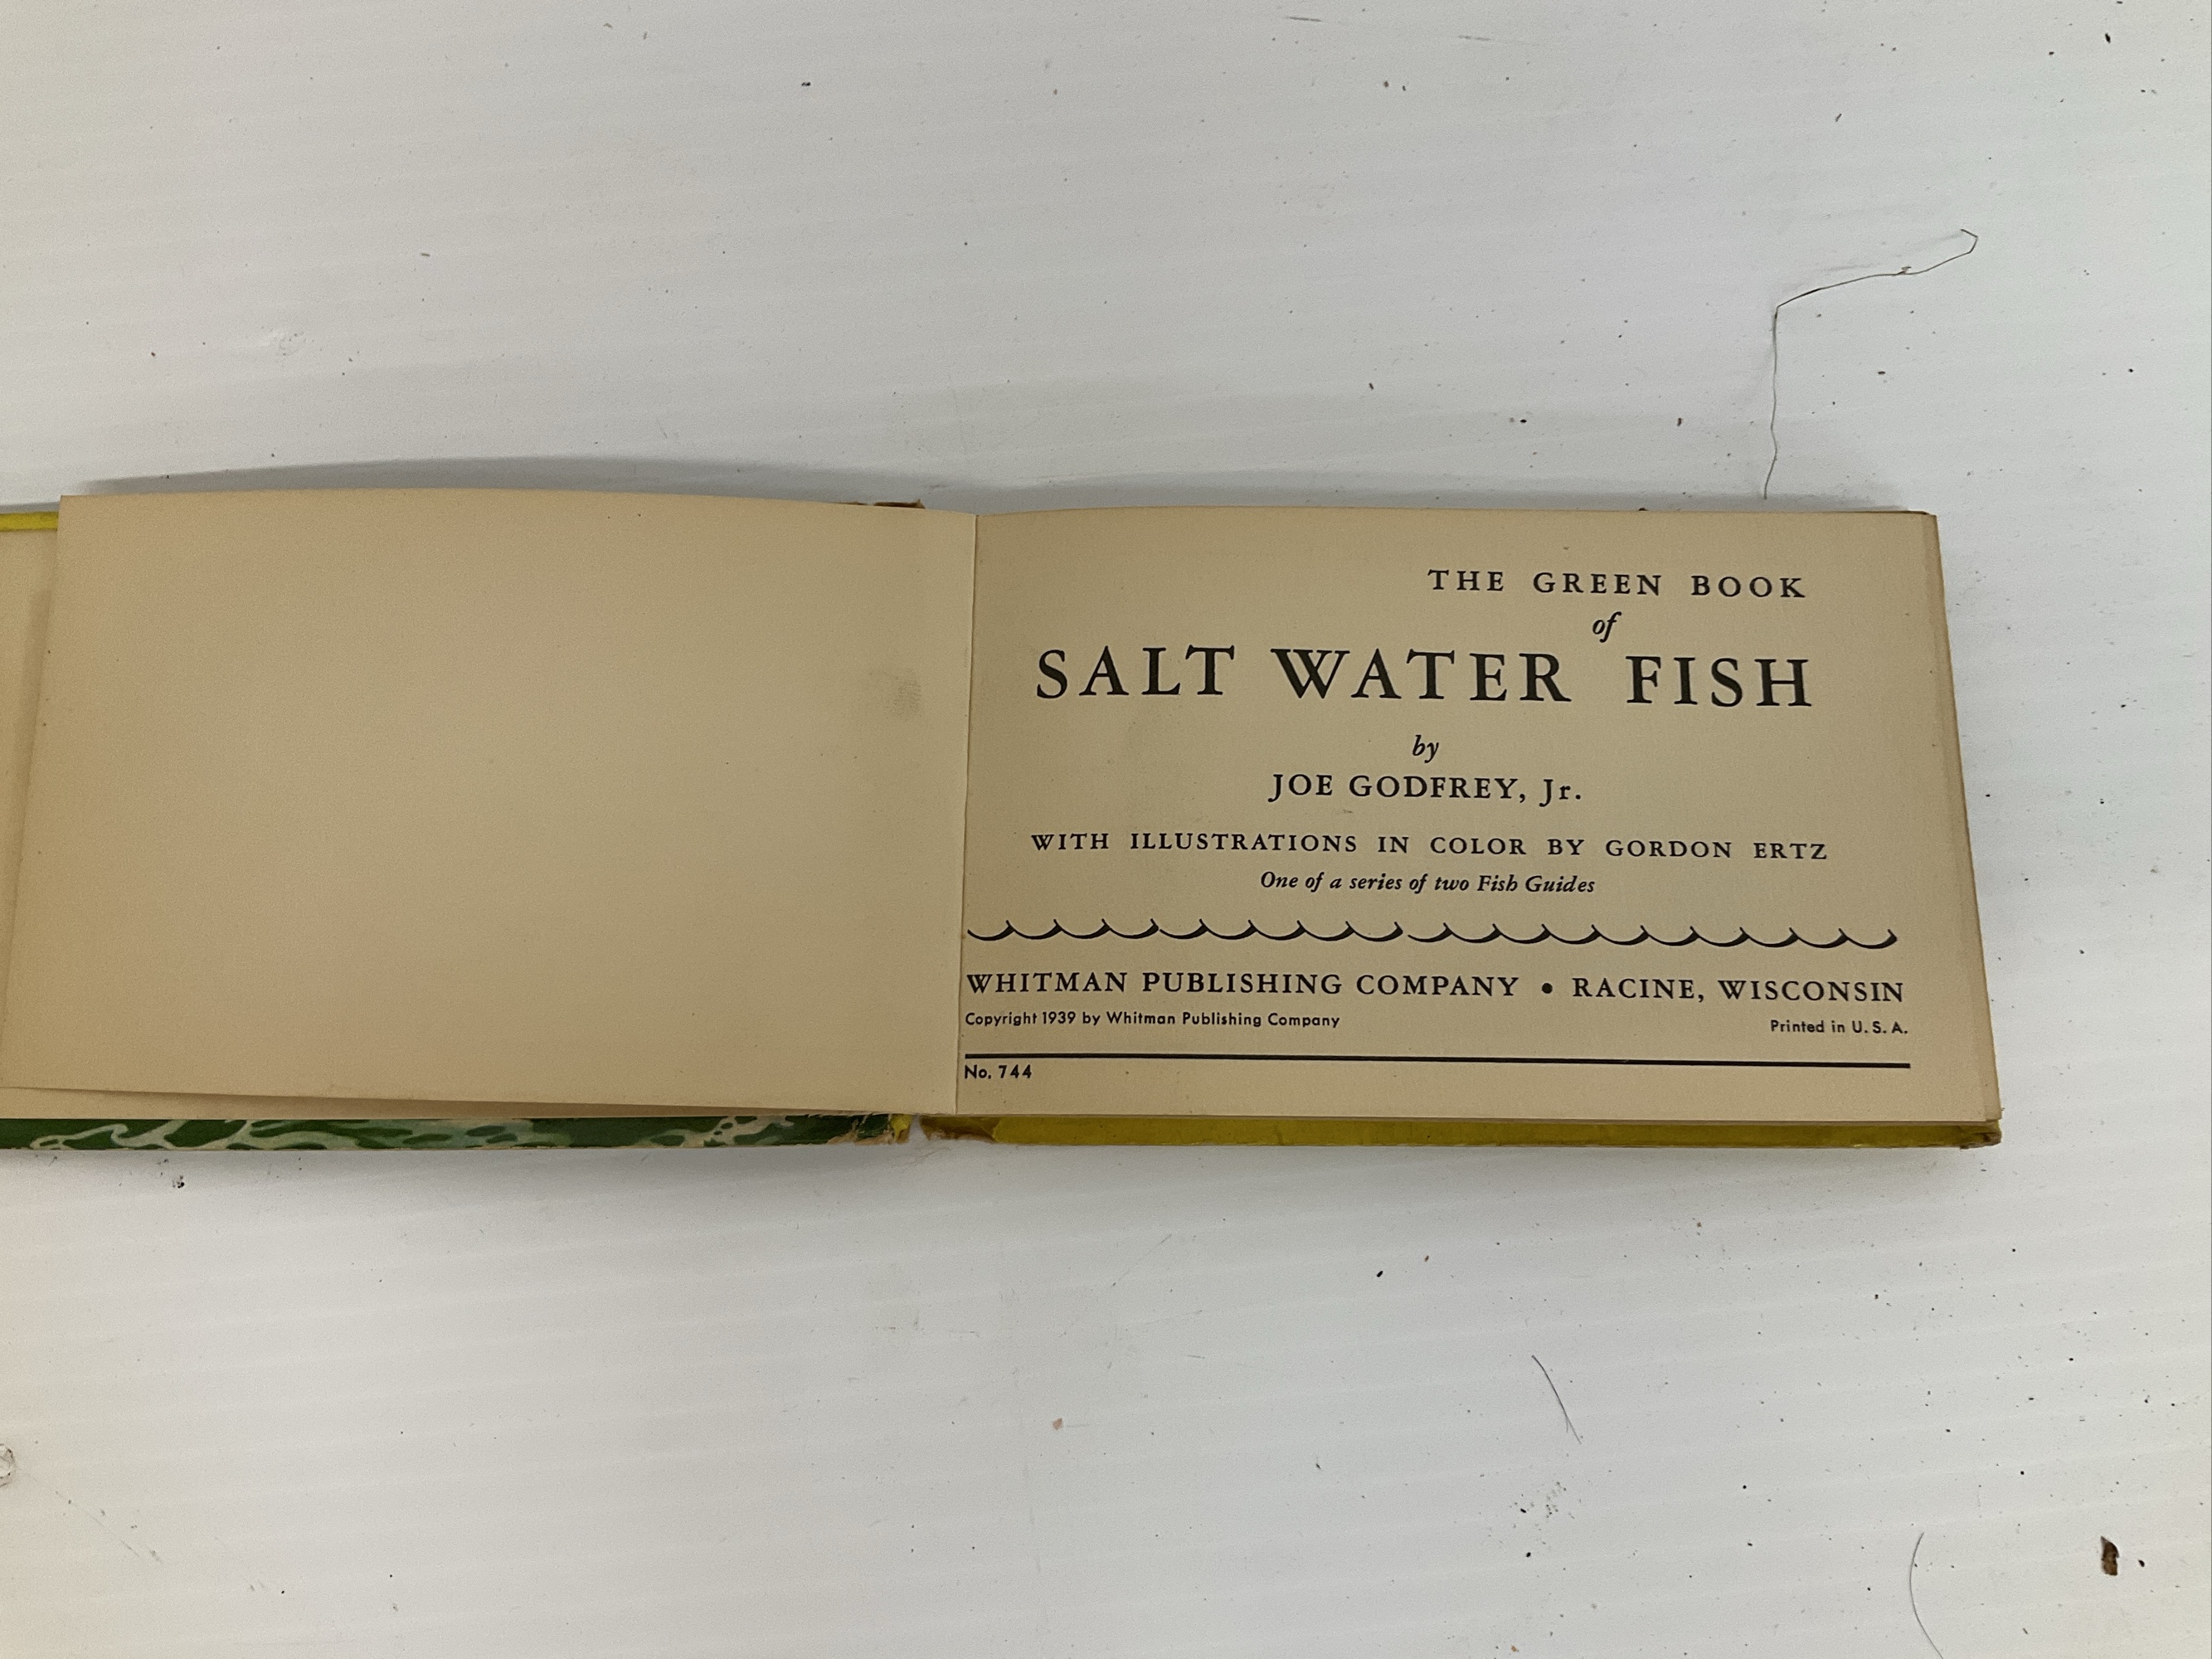 THE GREEN BOOK
of
SALT WATER FISH
by
JOE GODFREY, Jr.
WITH ILLUSTRATIONS IN COLOR BY GORDON ERTZ
One of a series of two Fish Guides
WHITMAN PUBLISHING COMPANY • RACINE, WISCONSIN
Copyright 1939 by Whitman Publishing Company Printed in U. S. A.
No. 744